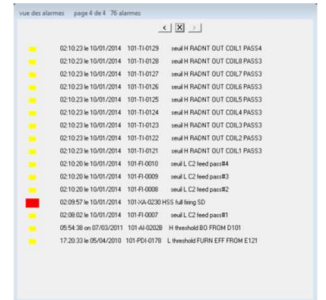 vue des alarmes page 4 de 4 76 alarmes
< X >
02:10:23 le 10/01/2014 101-TI-0129 seuil H RADNT OUT COIL1 PASS4
02:10:23 le 10/01/2014 101-TI-0128 seuil H RADNT OUT COIL8 PASS3
02:10:23 le 10/01/2014 101-TI-0127 seuil H RADNT OUT COIL7 PASS3
02:10:23 le 10/01/2014 101-TI-0126 seuil H RADNT OUT COIL6 PASS3
02:10:23 le 10/01/2014 101-TI-0125 seuil H RADNT OUT COIL5 PASS3
02:10:23 le 10/01/2014 101-TI-0124 seuil H RADNT OUT COIL4 PASS3
02:10:23 le 10/01/2014 101-TI-0123 seuil H RADNT OUT COIL3 PASS3
02:10:23 le 10/01/2014 101-TI-0122 seuil H RADNT OUT COIL2 PASS3
02:10:23 le 10/01/2014 101-TI-0121 seuil H RADNT OUT COIL1 PASS3
02:10:20 le 10/01/2014 101-FI-0010 seuil L C2 feed pass#4
02:10:20 le 10/01/2014 101-FI-0009 seuil L C2 feed pass#3
02:10:20 le 10/01/2014 101-FI-0008 seuil L C2 feed pass#2
02:09:57 le 10/01/2014 101-XA-0230 HSS full firing SD
02:08:02 le 10/01/2014 101-FI-0007 seuil L C2 feed pass#1
05:54:38 on 07/03/2011 101-AI-0202B H threshold BO FROM D101
17:20:33 le 05/04/2010 101-PDI-0178 L threshold FURN EFF FROM E121